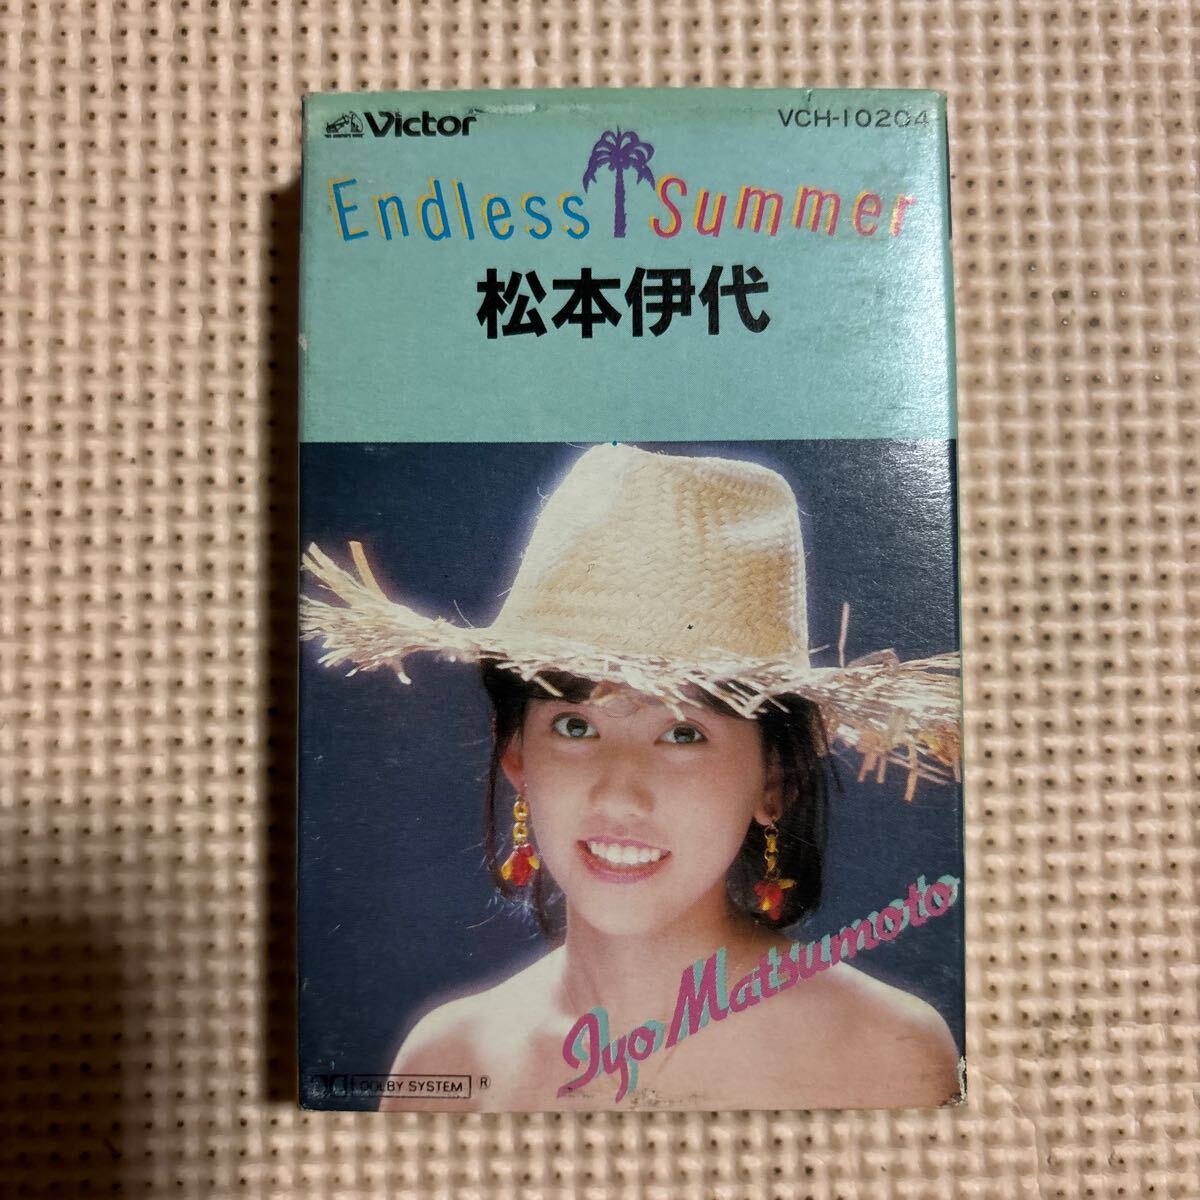 Victor
VCH-10204
Endless Summer
松本伊代
Iyo Matsumoto
DOLBY SYSTEM ®